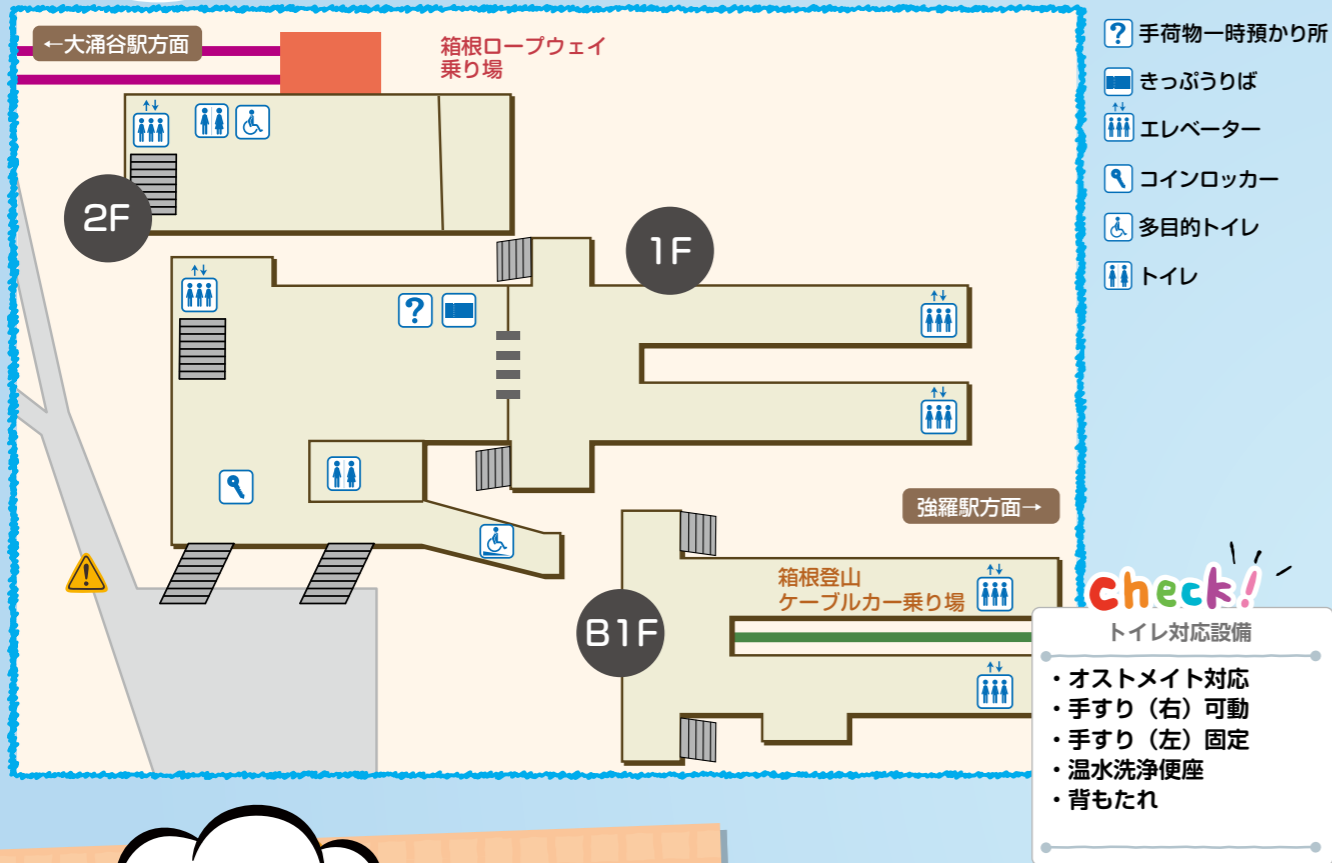 ←大涌谷駅方面
箱根ロープウェイ
乗り場
2F
1F
強羅駅方面→
箱根登山
ケーブルカー乗り場
B1F
? 手荷物一時預かり所
きっぷうりば
エレベーター
コインロッカー
多目的トイレ
トイレ
check!
トイレ対応設備
・オストメイト対応
・手すり（右）可動
・手すり（左）固定
・温水洗浄便座
・背もたれ